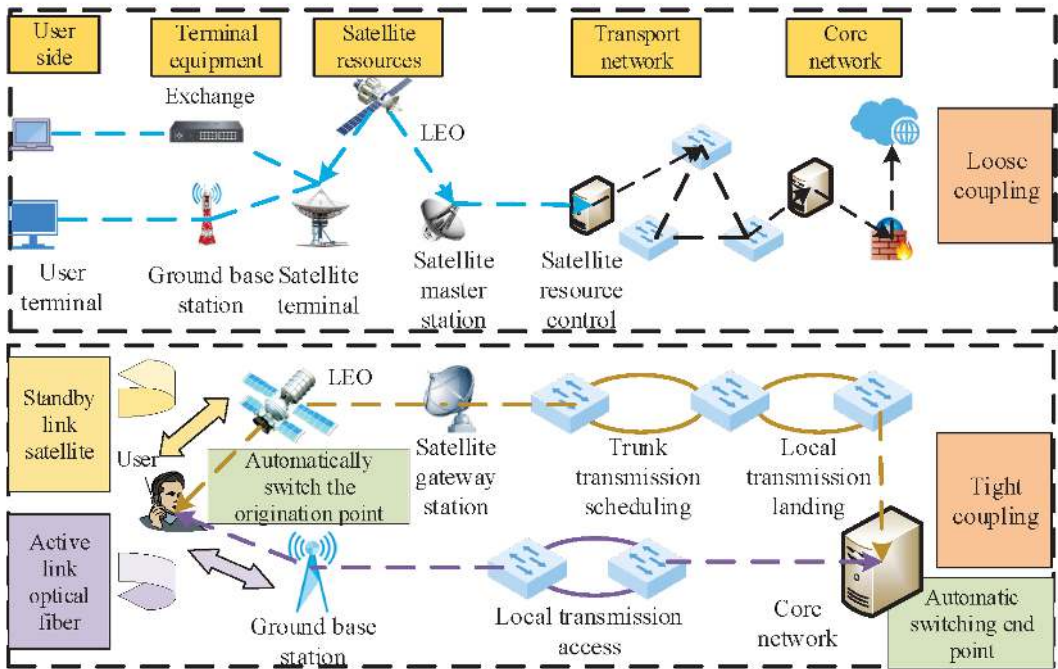 User
side
Terminal
equipment
Satellite
resources
Transport
network
Core
network
Exchange
LEO
Loose
coupling
User
terminal
Ground base
station
Satellite
terminal
Satellite
master
station
Satellite
resource
control
Standby
link
satellite
LEO
User
Automatically
switch the
origination point
Satellite
gateway
station
Trunk
transmission
scheduling
Local
transmission
landing
Tight
coupling
Active
link
optical
fiber
Ground base
station
Local transmission
access
Core
network
Automatic
switching end
point